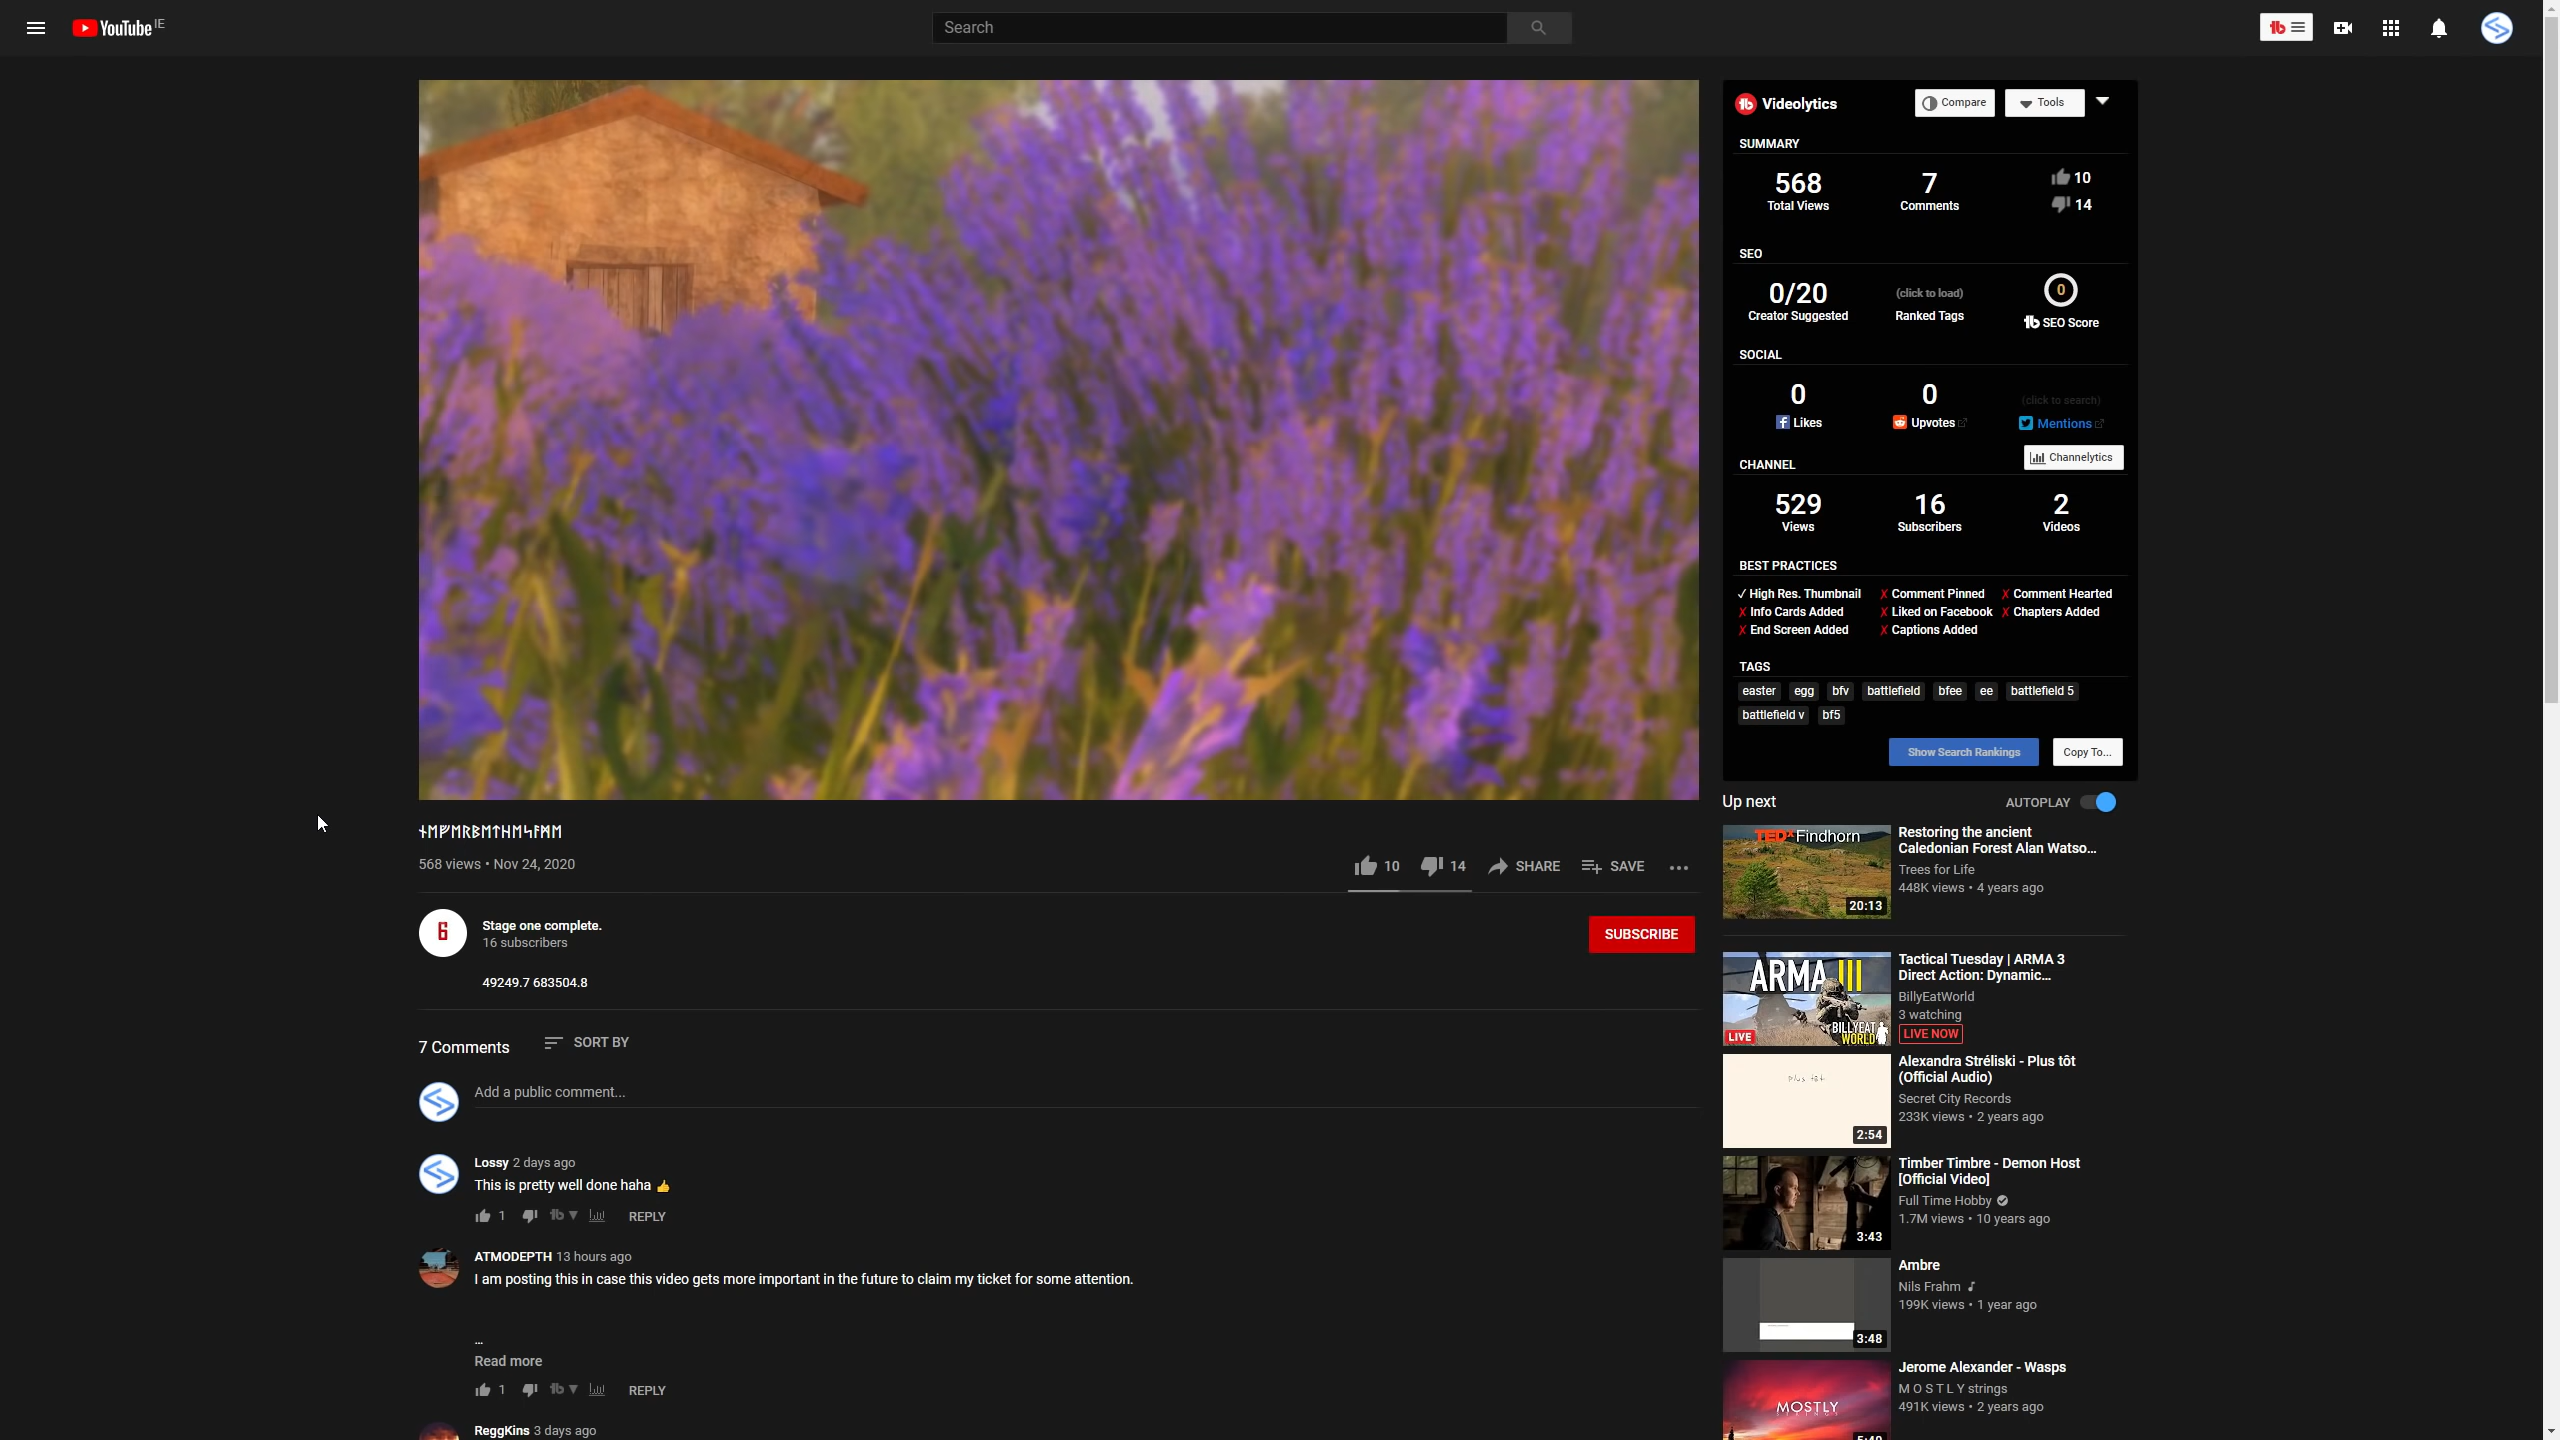 YouTube IE
Search
Videolytics
Compare
Tools
SUMMARY
568
Total Views
7
Comments
10
14
SEO
0/20
Creator Suggested
(click to load)
Ranked Tags
0
SEO Score
SOCIAL
0
Likes
0
Upvotes
(click to search)
Mentions
Channelytics
CHANNEL
529
Views
16
Subscribers
2
Videos
BEST PRACTICES
✓ High Res. Thumbnail ✗ Comment Pinned ✗ Comment Hearted
✗ Info Cards Added ✗ Liked on Facebook ✗ Chapters Added
✗ End Screen Added ✗ Captions Added
TAGS
easter egg bfv battlefield bfee ee battlefield 5
battlefield v bf5
Show Search Rankings
Copy To...
568 views • Nov 24, 2020
10 14 SHARE SAVE
6
Stage one complete.
16 subscribers
SUBSCRIBE
49249.7 683504.8
7 Comments SORT BY
Add a public comment...
Lossy 2 days ago
This is pretty well done haha 👍
1 REPLY
ATMODEPTH 13 hours ago
I am posting this in case this video gets more important in the future to claim my ticket for some attention.
...
Read more
1 REPLY
ReggKins 3 days ago
Up next
AUTOPLAY
TEDx Findhorn
20:13
Restoring the ancient
Caledonian Forest Alan Watso...
Trees for Life
448K views • 4 years ago
ARMA III
BILLYEAT
WORLD
LIVE
Tactical Tuesday | ARMA 3
Direct Action: Dynamic...
BillyEatWorld
3 watching
LIVE NOW
Plus tôt
2:54
Alexandra Stréliski - Plus tôt
(Official Audio)
Secret City Records
233K views • 2 years ago
3:43
Timber Timbre - Demon Host
[Official Video]
Full Time Hobby
1.7M views • 10 years ago
3:48
Ambre
Nils Frahm
199K views • 1 year ago
MOSTLY
Jerome Alexander - Wasps
M O S T L Y strings
491K views • 2 years ago